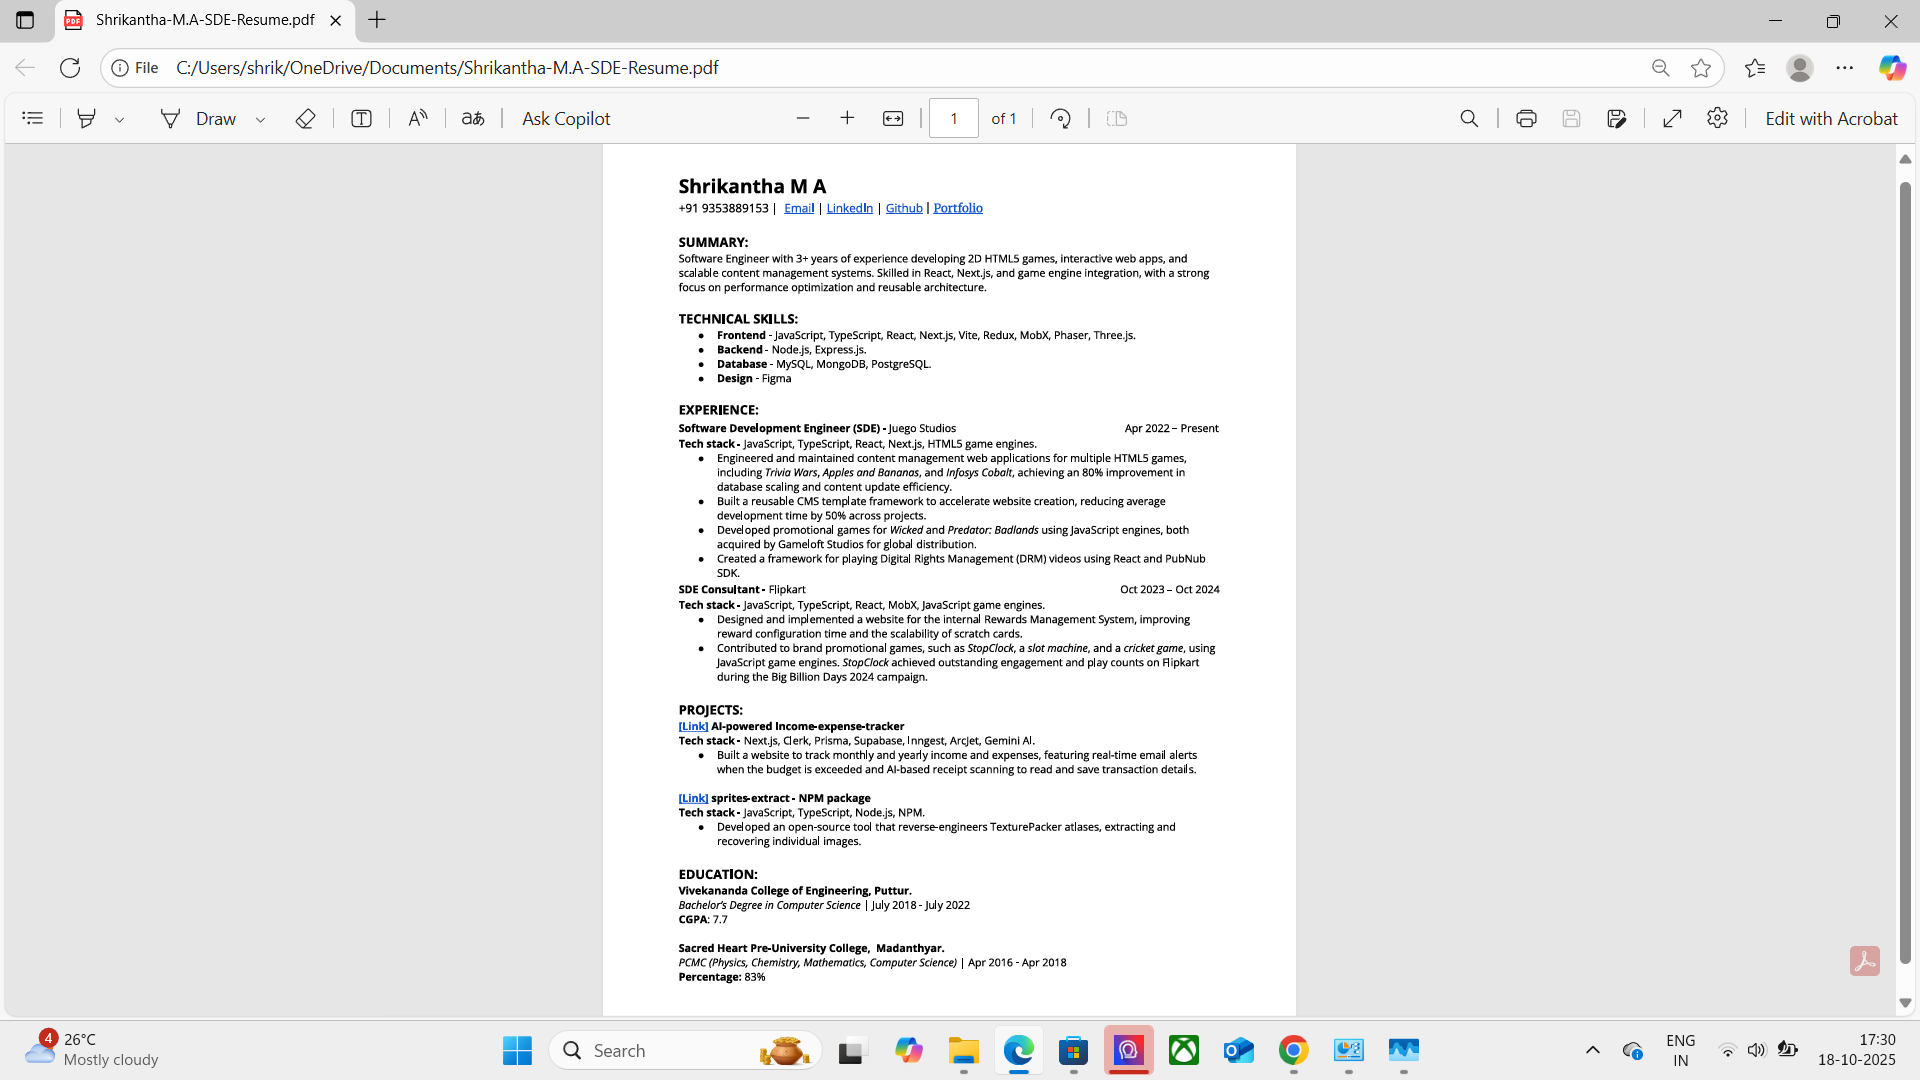 Shrikantha-M.A-SDE-Resume.pdf
File C:/Users/shrik/OneDrive/Documents/Shrikantha-M.A-SDE-Resume.pdf
Draw aあ Ask Copilot 1 of 1 Edit with Acrobat
Shrikantha M A
+91 9353889153 | Email | LinkedIn | Github | Portfolio
SUMMARY:
Software Engineer with 3+ years of experience developing 2D HTML5 games, interactive web apps, and
scalable content management systems. Skilled in React, Next.js, and game engine integration, with a strong
focus on performance optimization and reusable architecture.
TECHNICAL SKILLS:
● Frontend - JavaScript, TypeScript, React, Next.js, Vite, Redux, MobX, Phaser, Three.js.
● Backend - Node.js, Express.js.
● Database - MySQL, MongoDB, PostgreSQL.
● Design - Figma
EXPERIENCE:
Software Development Engineer (SDE) - Juego Studios Apr 2022 – Present
Tech stack - JavaScript, TypeScript, React, Next.js, HTML5 game engines.
● Engineered and maintained content management web applications for multiple HTML5 games,
including Trivia Wars, Apples and Bananas, and Infosys Cobalt, achieving an 80% improvement in
database scaling and content update efficiency.
● Built a reusable CMS template framework to accelerate website creation, reducing average
development time by 50% across projects.
● Developed promotional games for Wicked and Predator: Badlands using JavaScript engines, both
acquired by Gameloft Studios for global distribution.
● Created a framework for playing Digital Rights Management (DRM) videos using React and PubNub
SDK.
SDE Consultant - Flipkart Oct 2023 – Oct 2024
Tech stack - JavaScript, TypeScript, React, MobX, JavaScript game engines.
● Designed and implemented a website for the internal Rewards Management System, improving
reward configuration time and the scalability of scratch cards.
● Contributed to brand promotional games, such as StopClock, a slot machine, and a cricket game, using
JavaScript game engines. StopClock achieved outstanding engagement and play counts on Flipkart
during the Big Billion Days 2024 campaign.
PROJECTS:
[Link] AI-powered Income-expense-tracker
Tech stack - Next.js, Clerk, Prisma, Supabase, Inngest, ArcJet, Gemini AI.
● Built a website to track monthly and yearly income and expenses, featuring real-time email alerts
when the budget is exceeded and AI-based receipt scanning to read and save transaction details.
[Link] sprites-extract - NPM package
Tech stack - JavaScript, TypeScript, Node.js, NPM.
● Developed an open-source tool that reverse-engineers TexturePacker atlases, extracting and
recovering individual images.
EDUCATION:
Vivekananda College of Engineering, Puttur.
Bachelor's Degree in Computer Science | July 2018 - July 2022
CGPA: 7.7
Sacred Heart Pre-University College, Madanthyar.
PCMC (Physics, Chemistry, Mathematics, Computer Science) | Apr 2016 - Apr 2018
Percentage: 83%
4 26°C
Mostly cloudy
Search
ENG
IN
17:30
18-10-2025